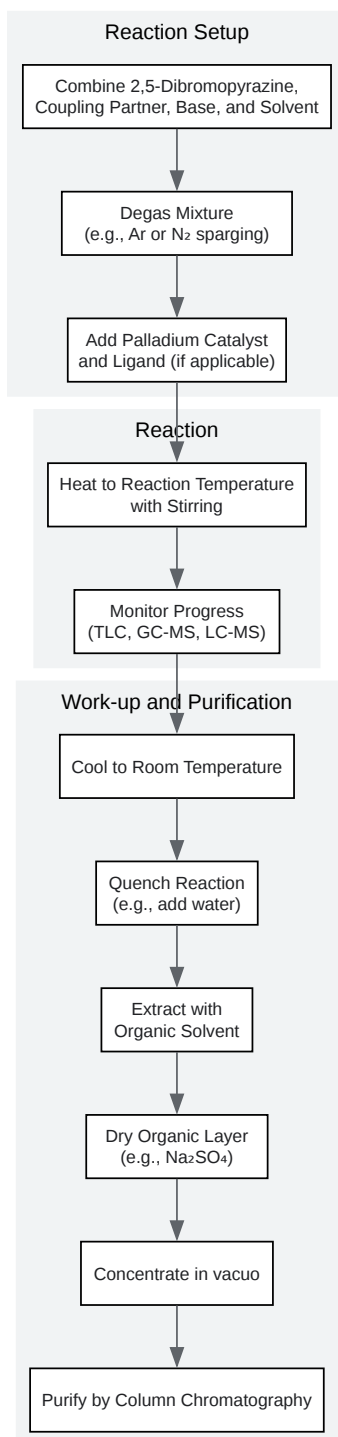 Reaction Setup
Combine 2,5-Dibromopyrazine,
Coupling Partner, Base, and Solvent
Degas Mixture
(e.g., Ar or N₂ sparging)
Add Palladium Catalyst
and Ligand (if applicable)
Reaction
Heat to Reaction Temperature
with Stirring
Monitor Progress
(TLC, GC-MS, LC-MS)
Work-up and Purification
Cool to Room Temperature
Quench Reaction
(e.g., add water)
Extract with
Organic Solvent
Dry Organic Layer
(e.g., Na₂SO₄)
Concentrate in vacuo
Purify by Column Chromatography